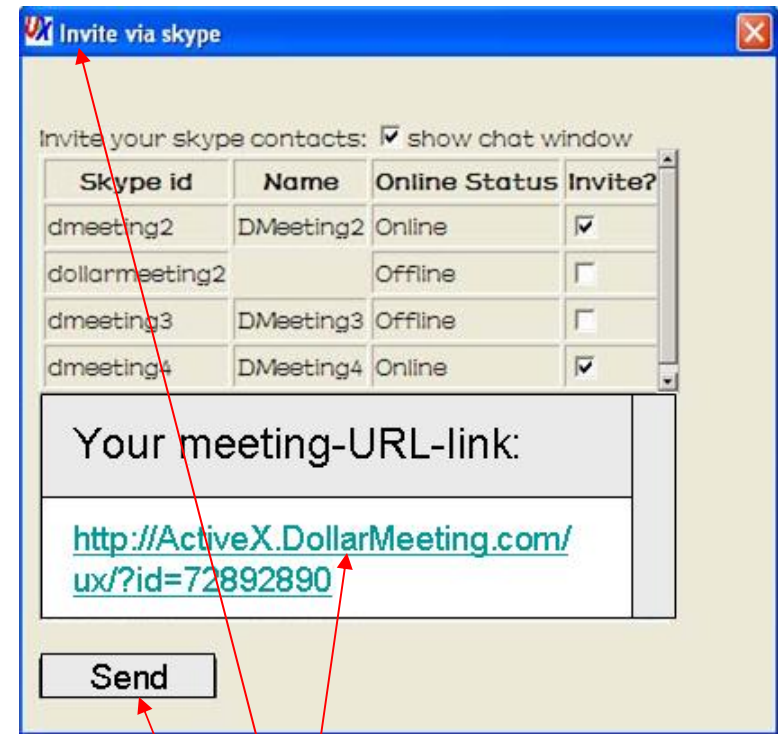 UX Invite via skype
Invite your skype contacts: show chat window
Skype id Name Online Status Invite?
dmeeting2 DMeeting2 Online
dollarmeeting2 Offline
dmeeting3 DMeeting3 Offline
dmeeting4 DMeeting4 Online
Your meeting-URL-link:
http://ActiveX.DollarMeeting.com/
ux/?id=72892890
Send